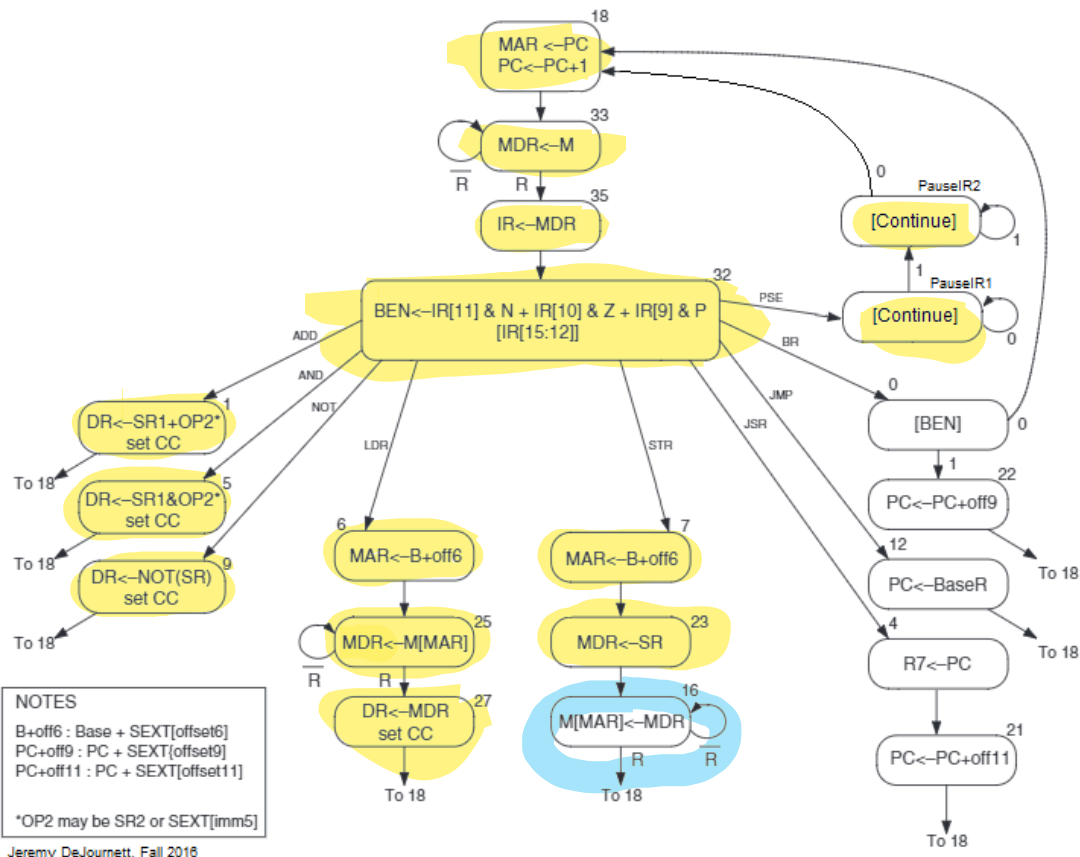 18
MAR <–PC
PC<–PC+1
33
MDR<–M
R
R
35
IR<–MDR
32
BEN<–IR[11] & N + IR[10] & Z + IR[9] & P
[IR[15:12]]
0
PauseIR2
[Continue]
1
1
PauseIR1
[Continue]
0
PSE
BR
JMP
JSR
ADD
AND
NOT
LDR
STR
1
DR<–SR1+OP2*
set CC
To 18
5
DR<–SR1&OP2*
set CC
To 18
9
DR<–NOT(SR)
set CC
To 18
6
MAR<–B+off6
25
MDR<–M[MAR]
R
R
27
DR<–MDR
set CC
To 18
7
MAR<–B+off6
23
MDR<–SR
16
M[MAR]<–MDR
R
R
To 18
0
[BEN]
0
1
22
PC<–PC+off9
To 18
12
PC<–BaseR
To 18
4
R7<–PC
21
PC<–PC+off11
To 18
NOTES
B+off6 : Base + SEXT[offset6]
PC+off9 : PC + SEXT{offset9]
PC+off11 : PC + SEXT[offset11]
*OP2 may be SR2 or SEXT[imm5]
Jeremy DeJournett, Fall 2016